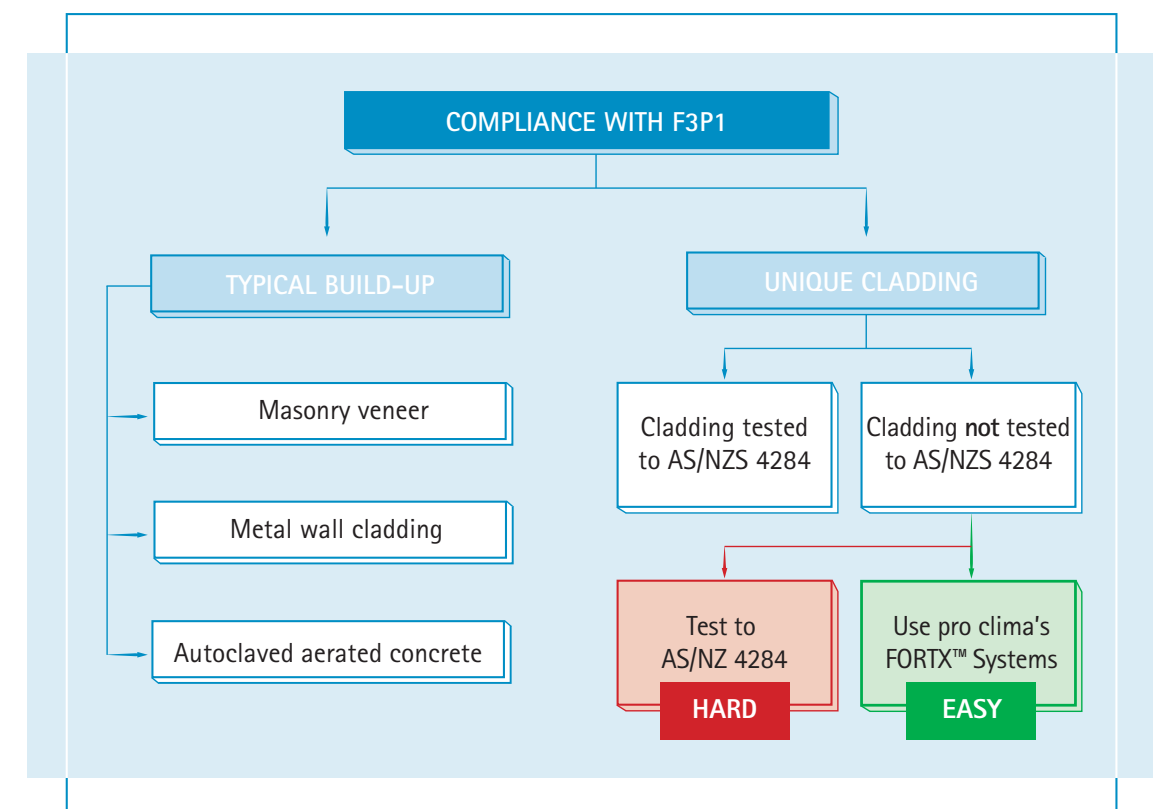 COMPLIANCE WITH F3P1
TYPICAL BUILD-UP
Masonry veneer
Metal wall cladding
Autoclaved aerated concrete
UNIQUE CLADDING
Cladding tested
to AS/NZS 4284
Cladding not tested
to AS/NZS 4284
Test to
AS/NZ 4284
HARD
Use pro clima's
FORTX™ Systems
EASY